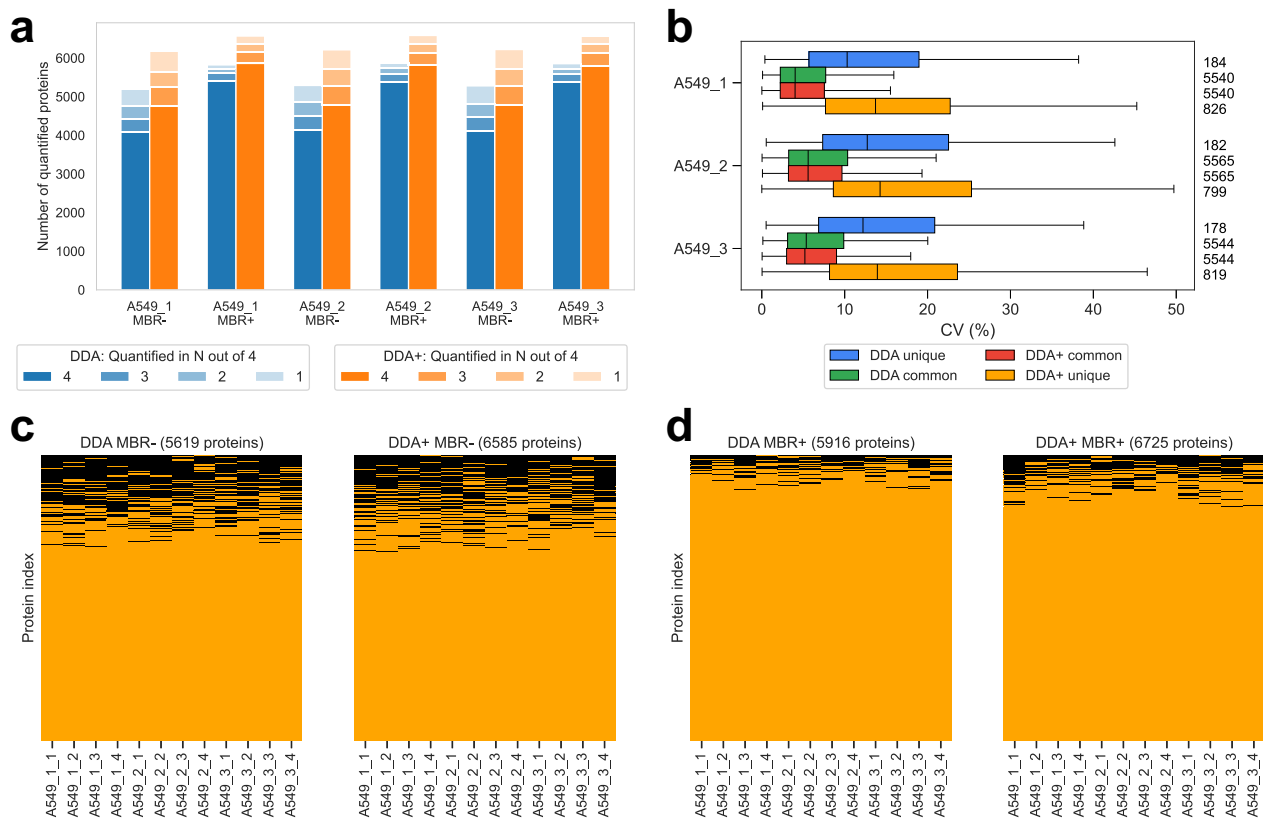 a
Number of quantified proteins
6000
5000
4000
3000
2000
1000
0
A549_1 A549_1 A549_2 A549_2 A549_3 A549_3
MBR- MBR+ MBR- MBR+ MBR- MBR+
DDA: Quantified in N out of 4
4 3 2 1
DDA+: Quantified in N out of 4
4 3 2 1
b
A549_1
A549_2
A549_3
184
5540
5540
826
182
5565
5565
799
178
5544
5544
819
0 10 20 30 40 50
CV (%)
DDA unique DDA+ common
DDA common DDA+ unique
c
DDA MBR- (5619 proteins)
DDA+ MBR- (6585 proteins)
Protein index
A549_1_1
A549_1_2
A549_1_3
A549_1_4
A549_2_1
A549_2_2
A549_2_3
A549_2_4
A549_3_1
A549_3_2
A549_3_3
A549_3_4
A549_1_1
A549_1_2
A549_1_3
A549_1_4
A549_2_1
A549_2_2
A549_2_3
A549_2_4
A549_3_1
A549_3_2
A549_3_3
A549_3_4
d
DDA MBR+ (5916 proteins)
DDA+ MBR+ (6725 proteins)
Protein index
A549_1_1
A549_1_2
A549_1_3
A549_1_4
A549_2_1
A549_2_2
A549_2_3
A549_2_4
A549_3_1
A549_3_2
A549_3_3
A549_3_4
A549_1_1
A549_1_2
A549_1_3
A549_1_4
A549_2_1
A549_2_2
A549_2_3
A549_2_4
A549_3_1
A549_3_2
A549_3_3
A549_3_4